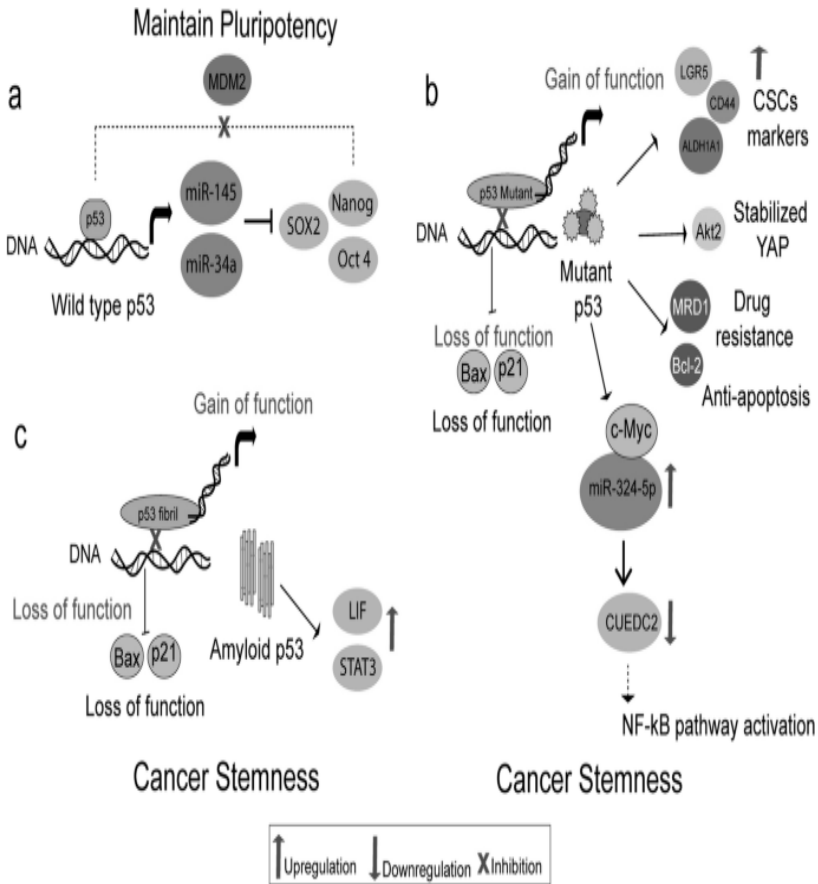 Maintain Pluripotency
a
MDM2
X
p53
DNA
miR-145
miR-34a
SOX2
Nanog
Oct 4
Wild type p53
b
Gain of function
p53 Mutant
X
DNA
Mutant
p53
Loss of function
Bax
p21
Loss of function
LGR5
CD44
ALDH1A1
CSCs
markers
Akt2
Stabilized
YAP
MRD1
Bcl-2
Drug
resistance
Anti-apoptosis
c-Myc
miR-324-5p
CUEDC2
NF-kB pathway activation
Cancer Stemness
c
Gain of function
p53 fibril
X
DNA
Loss of function
Bax
p21
Loss of function
Amyloid p53
LIF
STAT3
Cancer Stemness
Upregulation Downregulation X Inhibition